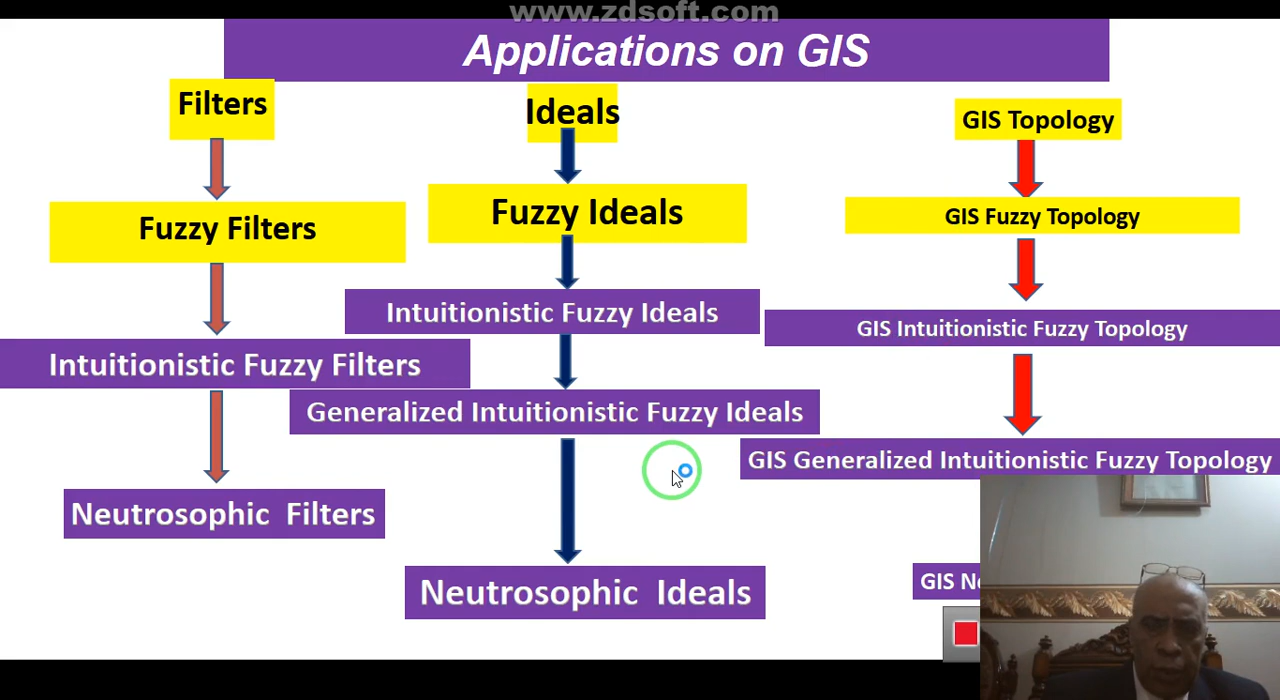 www.zdsoft.com
Applications on GIS
Filters
Fuzzy Filters
Intuitionistic Fuzzy Filters
Neutrosophic Filters
Ideals
Fuzzy Ideals
Intuitionistic Fuzzy Ideals
Generalized Intuitionistic Fuzzy Ideals
Neutrosophic Ideals
GIS Topology
GIS Fuzzy Topology
GIS Intuitionistic Fuzzy Topology
GIS Generalized Intuitionistic Fuzzy Topology
GIS